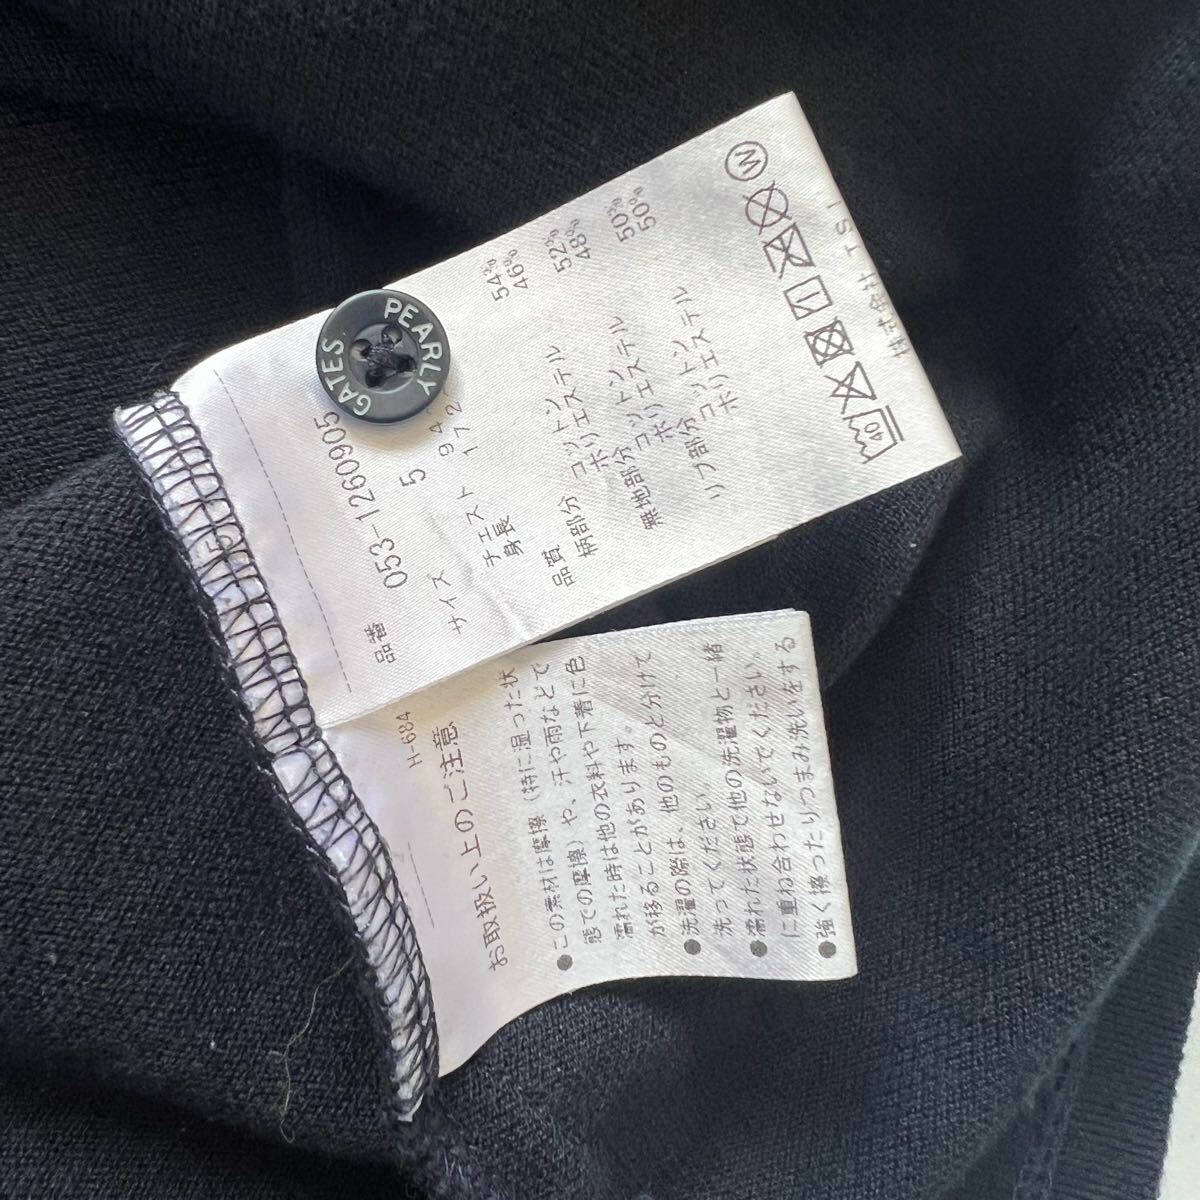 PEARLY
GATES
品番 053-1260905
サイズ 5
チェスト 94
身長 172
品質
柄部分 コットン 54%
ポリエステル 46%
無地部分 コットン 52%
ポリエステル 48%
リブ部分 コットン 50%
ポリエステル 50%
40
W
株式会社 TSI
H-684
お取扱い上のご注意
●この素材は摩擦(特に湿った状
態での摩擦)や、汗や雨などで
濡れた時は他の衣料や下着に色
が移ることがあります。
●洗濯の際は、他のものと分けて
洗ってください
●濡れた状態で他の洗濯物と一緒
に重ね合わせないでください。
●強く擦ったりつまみ洗いをする